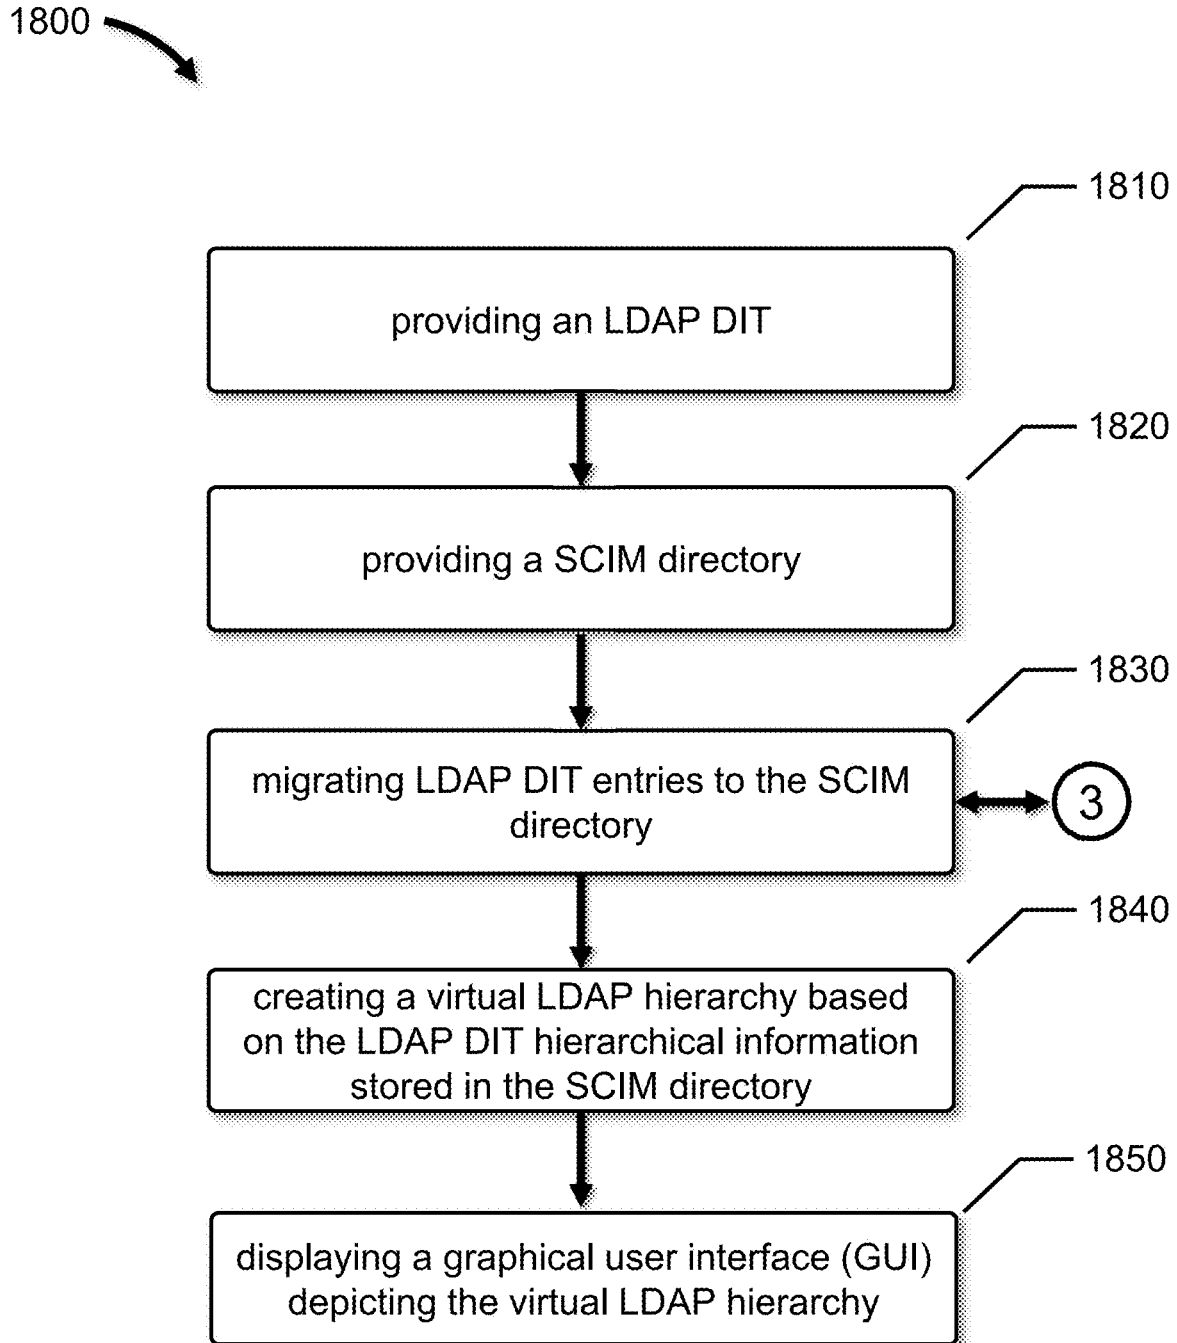 1800
1810
providing an LDAP DIT
1820
providing a SCIM directory
1830
migrating LDAP DIT entries to the SCIM
directory
3
1840
creating a virtual LDAP hierarchy based
on the LDAP DIT hierarchical information
stored in the SCIM directory
1850
displaying a graphical user interface (GUI)
depicting the virtual LDAP hierarchy